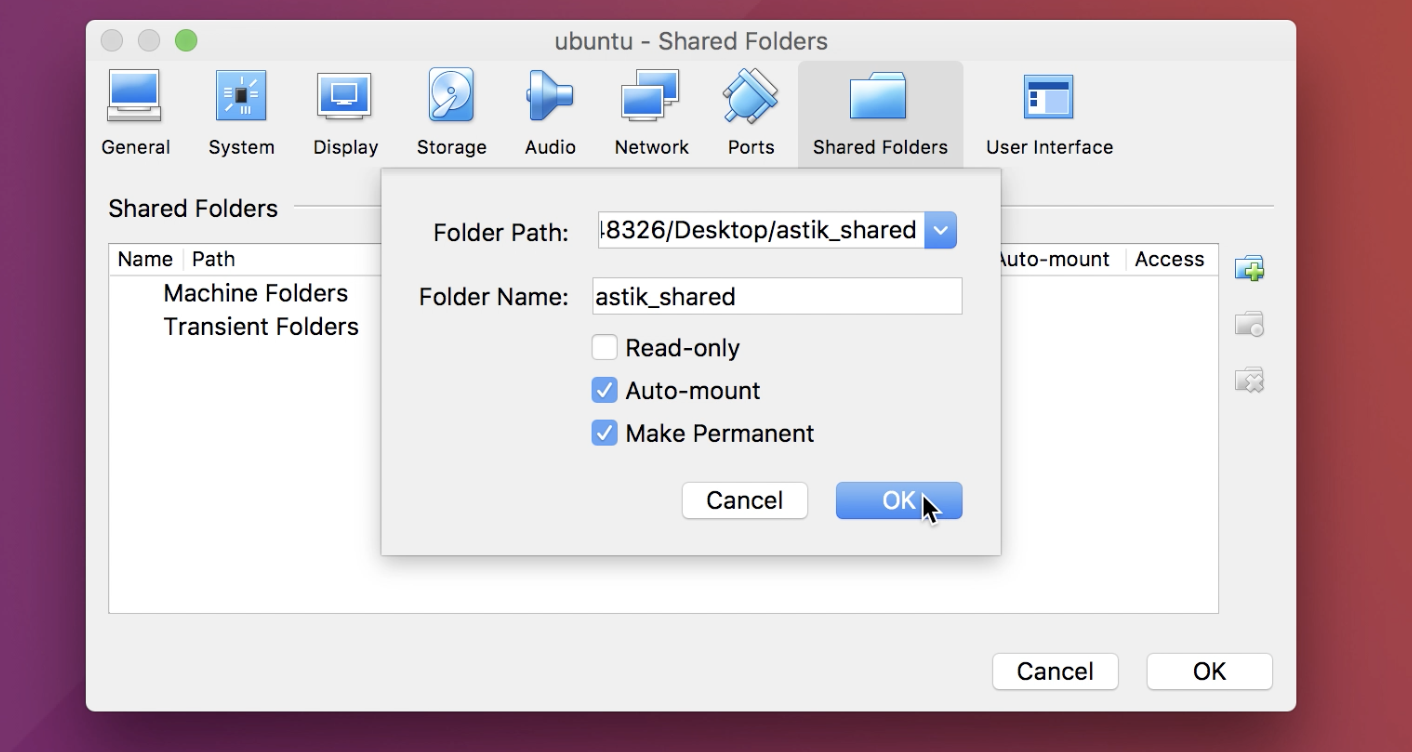 ubuntu - Shared Folders
General System Display Storage Audio Network Ports Shared Folders User Interface
Shared Folders
Folder Path: 8326/Desktop/astik_shared
Name Path Auto-mount Access
Machine Folders
Folder Name: astik_shared
Transient Folders
Read-only
Auto-mount
Make Permanent
Cancel OK
Cancel OK